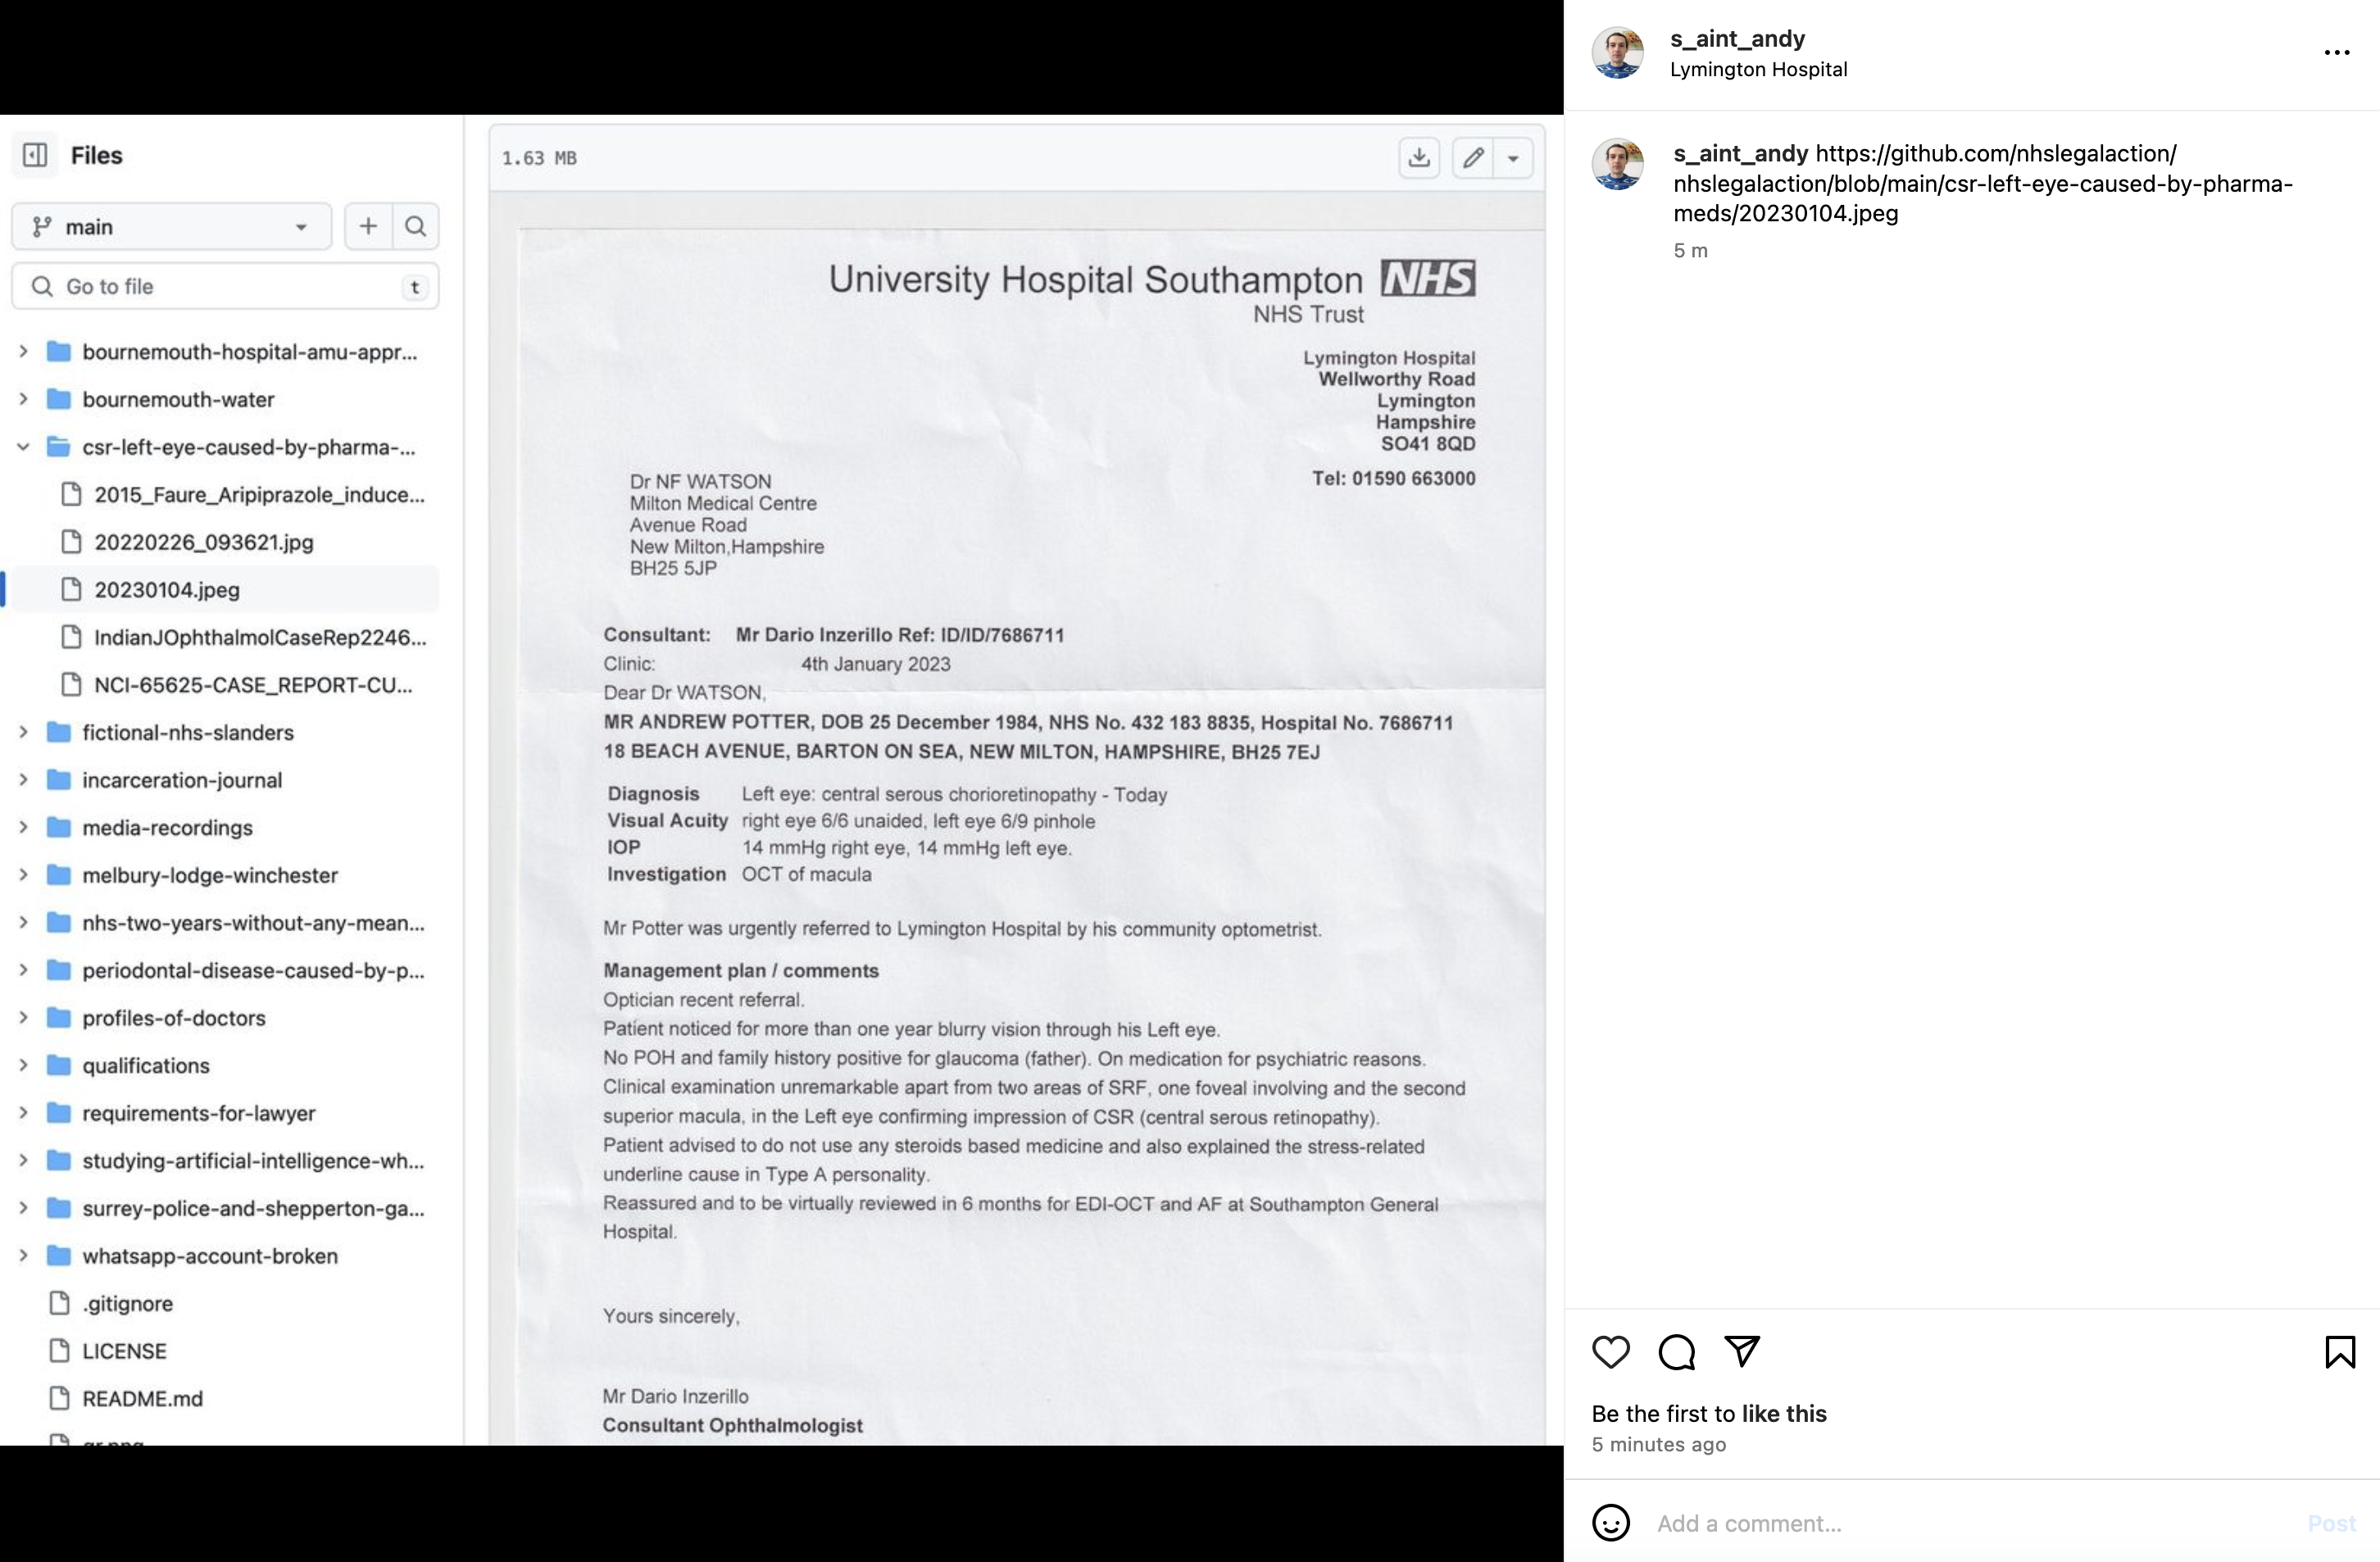 Files
main
Go to file
t
bournemouth-hospital-amu-appr...
bournemouth-water
csr-left-eye-caused-by-pharma-...
2015_Faure_Aripiprazole_induce...
20220226_093621.jpg
20230104.jpeg
IndianJOphthalmolCaseRep2246...
NCI-65625-CASE_REPORT-CU...
fictional-nhs-slanders
incarceration-journal
media-recordings
melbury-lodge-winchester
nhs-two-years-without-any-mean...
periodontal-disease-caused-by-p...
profiles-of-doctors
qualifications
requirements-for-lawyer
studying-artificial-intelligence-wh...
surrey-police-and-shepperton-ga...
whatsapp-account-broken
.gitignore
LICENSE
README.md
qr.png
1.63 MB
University Hospital Southampton NHS
NHS Trust
Lymington Hospital
Wellworthy Road
Lymington
Hampshire
SO41 8QD
Tel: 01590 663000
Dr NF WATSON
Milton Medical Centre
Avenue Road
New Milton,Hampshire
BH25 5JP
Consultant: Mr Dario Inzerillo Ref: ID/ID/7686711
Clinic: 4th January 2023
Dear Dr WATSON,
MR ANDREW POTTER, DOB 25 December 1984, NHS No. 432 183 8835, Hospital No. 7686711
18 BEACH AVENUE, BARTON ON SEA, NEW MILTON, HAMPSHIRE, BH25 7EJ
Diagnosis Left eye: central serous chorioretinopathy - Today
Visual Acuity right eye 6/6 unaided, left eye 6/9 pinhole
IOP 14 mmHg right eye, 14 mmHg left eye.
Investigation OCT of macula
Mr Potter was urgently referred to Lymington Hospital by his community optometrist.
Management plan / comments
Optician recent referral.
Patient noticed for more than one year blurry vision through his Left eye.
No POH and family history positive for glaucoma (father). On medication for psychiatric reasons.
Clinical examination unremarkable apart from two areas of SRF, one foveal involving and the second
superior macula, in the Left eye confirming impression of CSR (central serous retinopathy).
Patient advised to do not use any steroids based medicine and also explained the stress-related
underline cause in Type A personality.
Reassured and to be virtually reviewed in 6 months for EDI-OCT and AF at Southampton General
Hospital.
Yours sincerely,
Mr Dario Inzerillo
Consultant Ophthalmologist
s_aint_andy
Lymington Hospital
s_aint_andy https://github.com/nhslegalaction/
nhslegalaction/blob/main/csr-left-eye-caused-by-pharma-
meds/20230104.jpeg
5 m
Be the first to like this
5 minutes ago
Add a comment...
Post